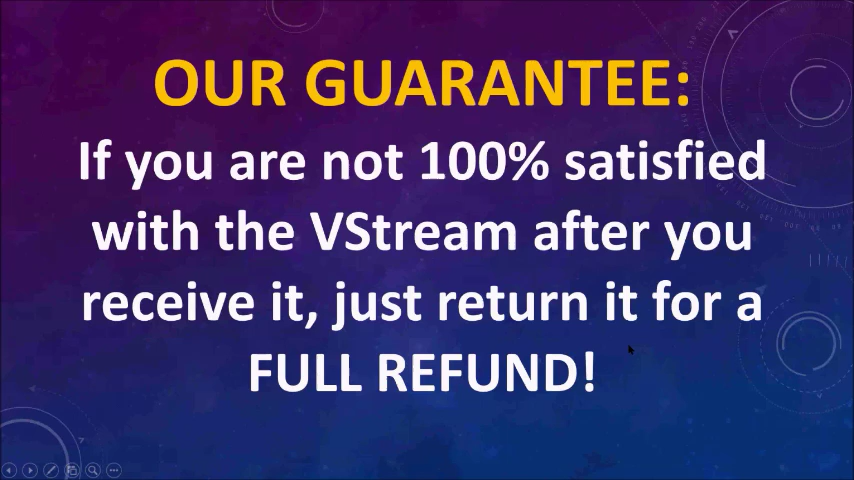 OUR GUARANTEE:
If you are not 100% satisfied
with the VStream after you
receive it, just return it for a
FULL REFUND!